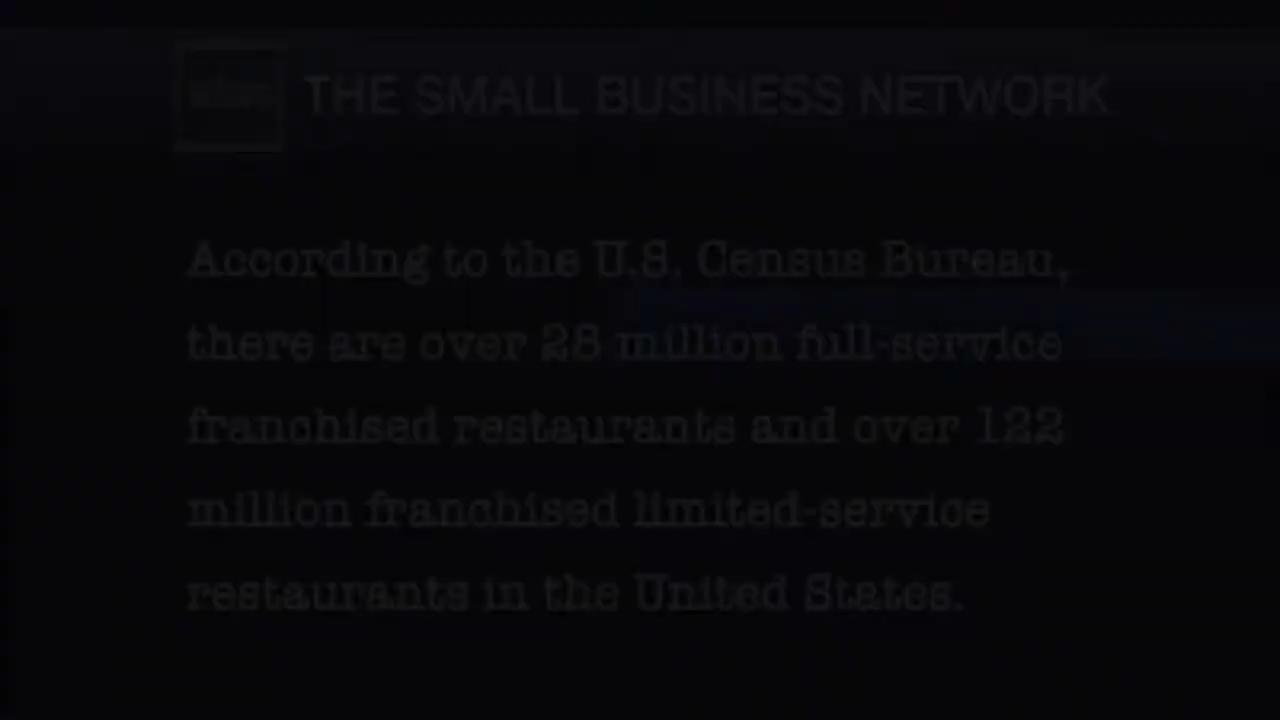 THE SMALL BUSINESS NETWORK
According to the U.S. Census Bureau,
there are over 28 million full-service
franchised restaurants and over 122
million franchised limited-service
restaurants in the United States.